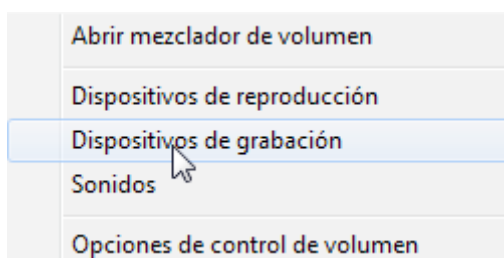 Abrir mezclador de volumen
Dispositivos de reproducción
Dispositivos de grabación
Sonidos
Opciones de control de volumen